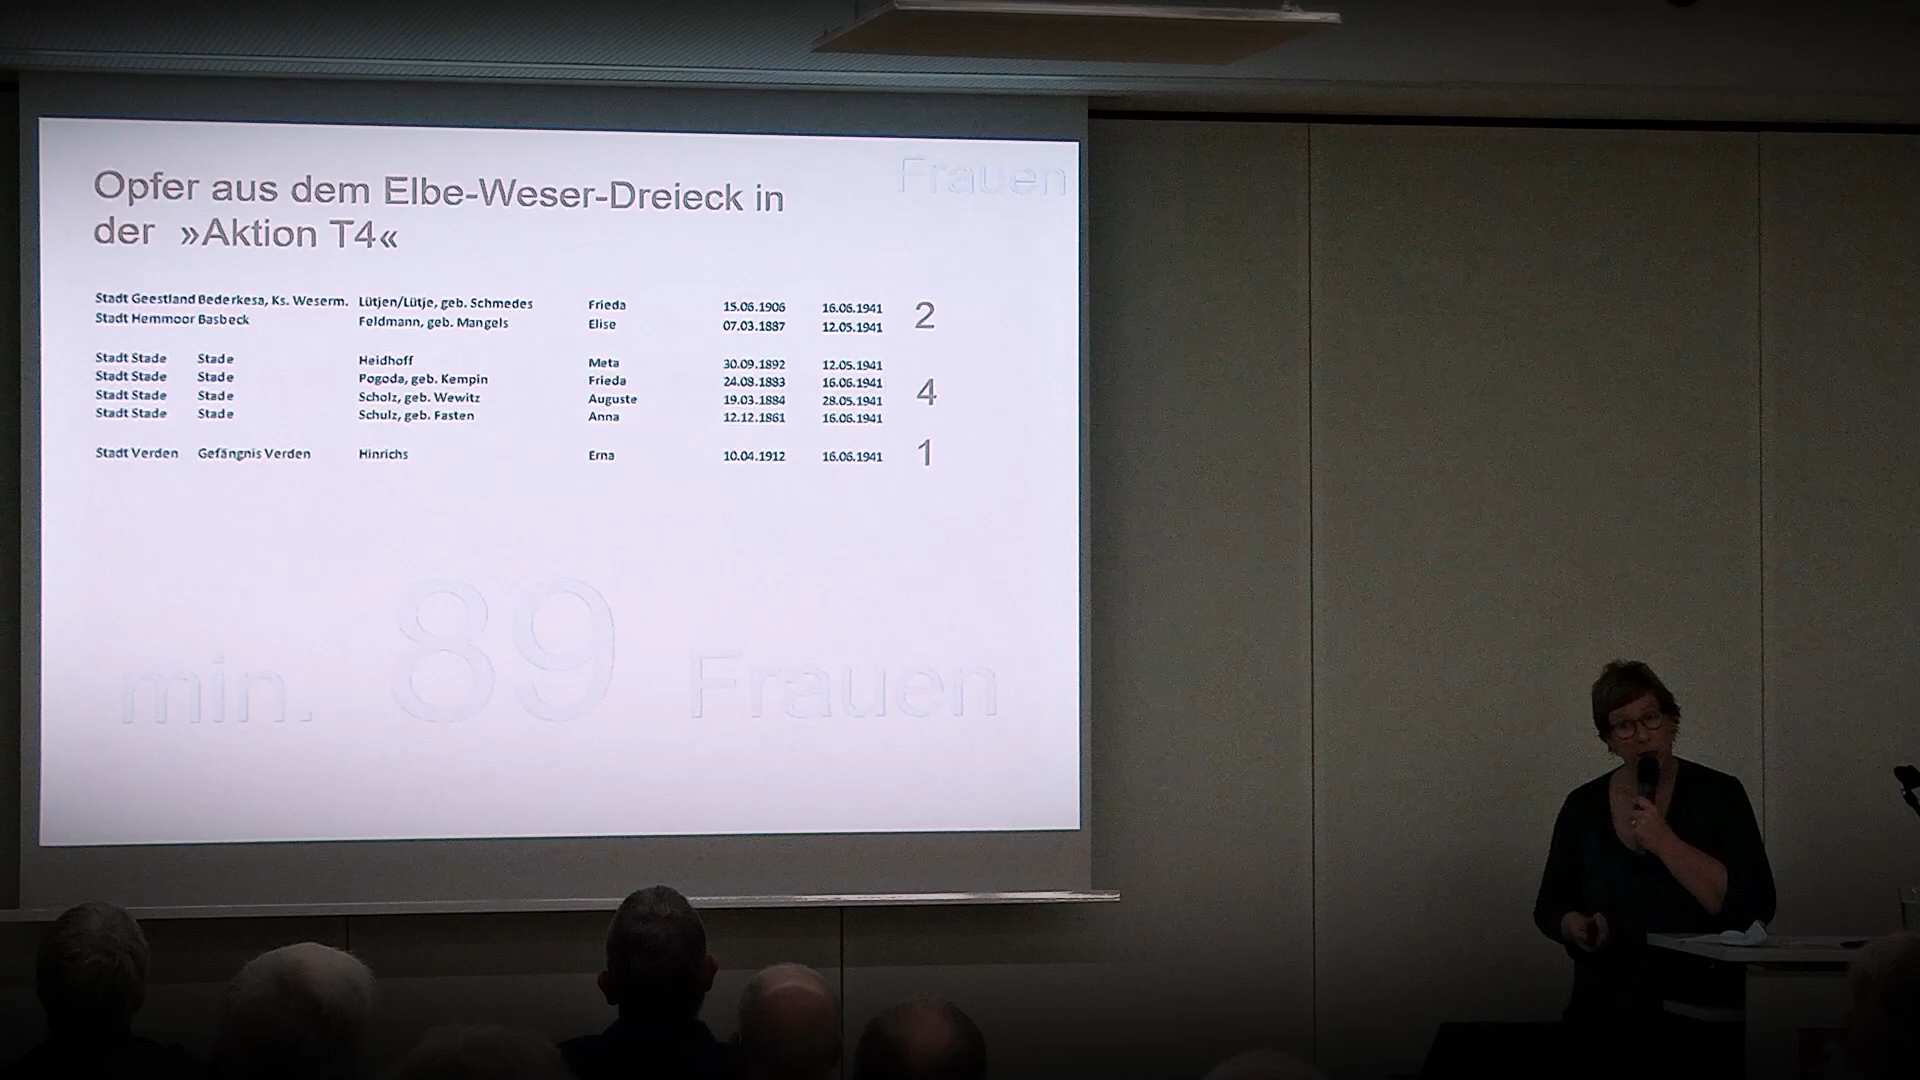 Frauen
Opfer aus dem Elbe-Weser-Dreieck in
der »Aktion T4«
Stadt Geestland Bederkesa, Ks. Weserm. Lütjen/Lütje, geb. Schmedes Frieda 15.06.1906 16.06.1941 2
Stadt Hemmoor Basbeck Feldmann, geb. Mangels Elise 07.03.1887 12.05.1941
Stadt Stade Stade Heidhoff Meta 30.09.1892 12.05.1941
Stadt Stade Stade Pogoda, geb. Kempin Frieda 24.08.1883 16.06.1941 4
Stadt Stade Stade Scholz, geb. Wewitz Auguste 19.03.1884 28.05.1941
Stadt Stade Stade Schulz, geb. Fasten Anna 12.12.1861 16.06.1941
Stadt Verden Gefängnis Verden Hinrichs Erna 10.04.1912 16.06.1941 1
min. 89 Frauen